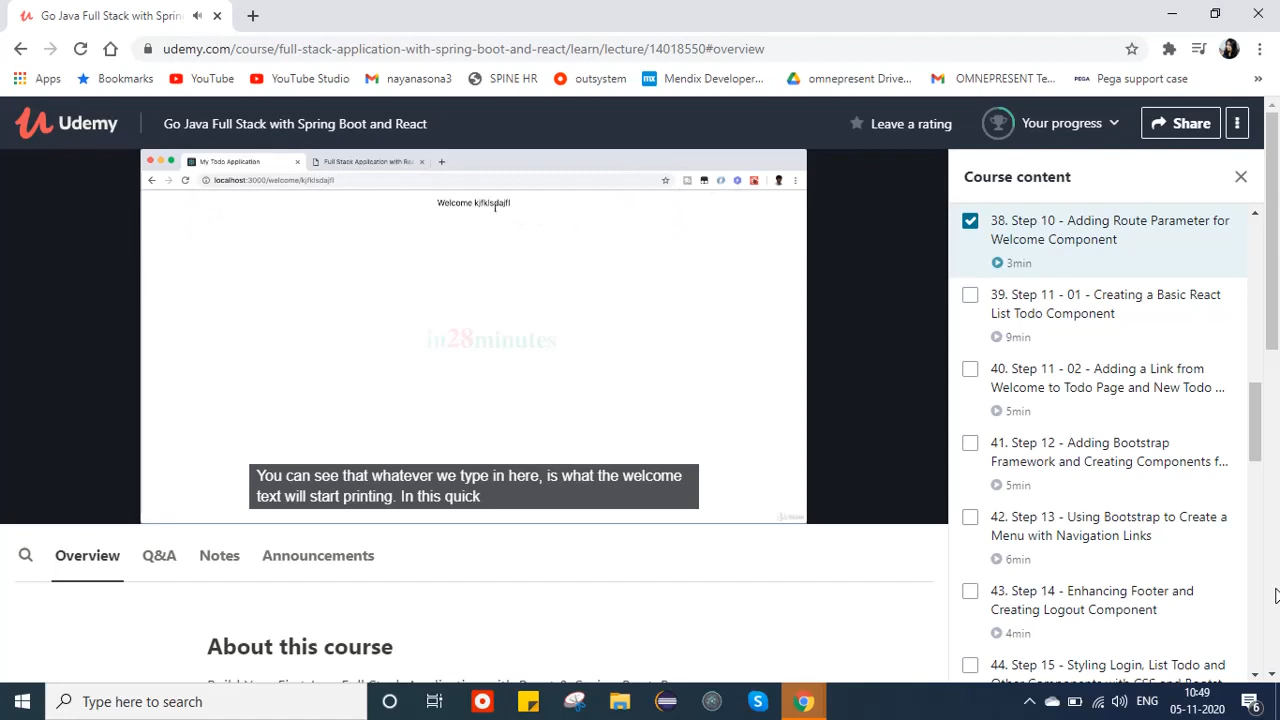 Go Java Full Stack with Sprin
udemy.com/course/full-stack-application-with-spring-boot-and-react/learn/lecture/14018550#overview
Apps Bookmarks YouTube YouTube Studio nayanasona3 SPINE HR outsystem Mendix Developer... omnepresent Drive... OMNEPRESENT Te... Pega support case »
Udemy Go Java Full Stack with Spring Boot and React Leave a rating Your progress Share
My Todo Application Full Stack Application with Rea
localhost:3000/welcome/kjfklsdajfl
Welcome kjfklsdajfl
in28minutes
You can see that whatever we type in here, is what the welcome
text will start printing. In this quick
Overview Q&A Notes Announcements
About this course
Course content
38. Step 10 - Adding Route Parameter for
Welcome Component
3min
39. Step 11 - 01 - Creating a Basic React
List Todo Component
9min
40. Step 11 - 02 - Adding a Link from
Welcome to Todo Page and New Todo ...
5min
41. Step 12 - Adding Bootstrap
Framework and Creating Components f...
5min
42. Step 13 - Using Bootstrap to Create a
Menu with Navigation Links
6min
43. Step 14 - Enhancing Footer and
Creating Logout Component
4min
44. Step 15 - Styling Login, List Todo and
Type here to search
ENG
10:49
05-11-2020
6